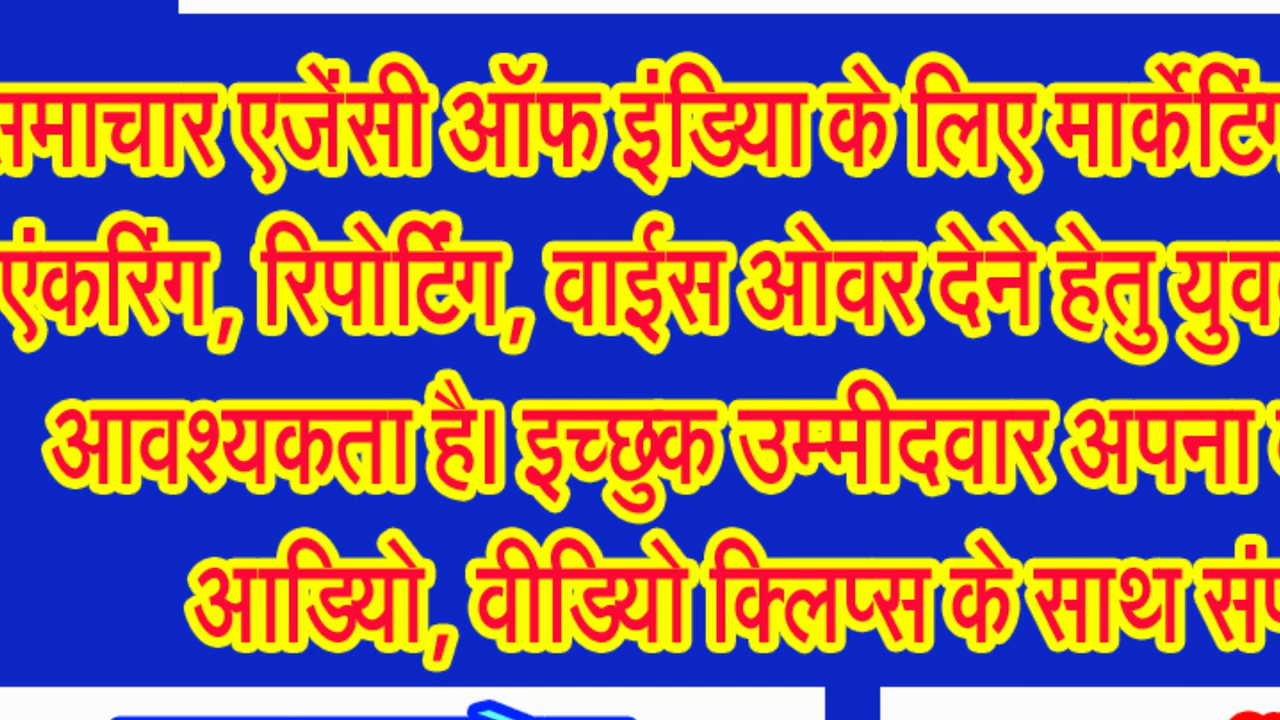 समाचार एजेंसी ऑफ इंडिया के लिए मार्केटिंग
एंकरिंग, रिपोर्टिंग, वाईस ओवर देने हेतु
आवश्यकता है। इच्छुक उम्मीदवार अपना
आडियो, वीडियो क्लिप्स के साथ